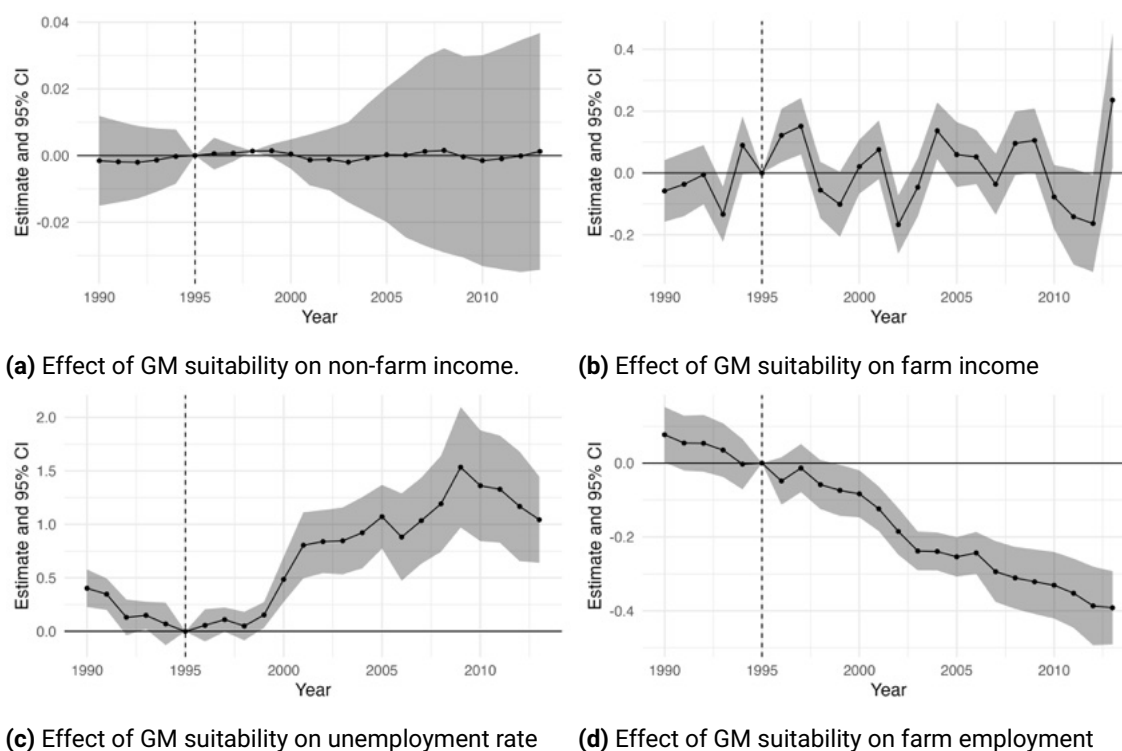 0.04
0.02
0.00
-0.02
Estimate and 95% CI
1990 1995 2000 2005 2010
Year
0.4
0.2
0.0
-0.2
Estimate and 95% CI
1990 1995 2000 2005 2010
Year
(a) Effect of GM suitability on non-farm income.
(b) Effect of GM suitability on farm income
2.0
1.5
1.0
0.5
0.0
Estimate and 95% CI
1990 1995 2000 2005 2010
Year
0.0
-0.2
-0.4
Estimate and 95% CI
1990 1995 2000 2005 2010
Year
(c) Effect of GM suitability on unemployment rate
(d) Effect of GM suitability on farm employment